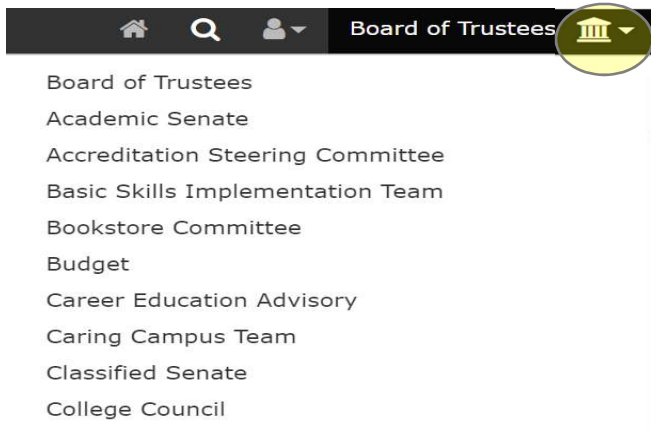 Board of Trustees
Board of Trustees
Academic Senate
Accreditation Steering Committee
Basic Skills Implementation Team
Bookstore Committee
Budget
Career Education Advisory
Caring Campus Team
Classified Senate
College Council